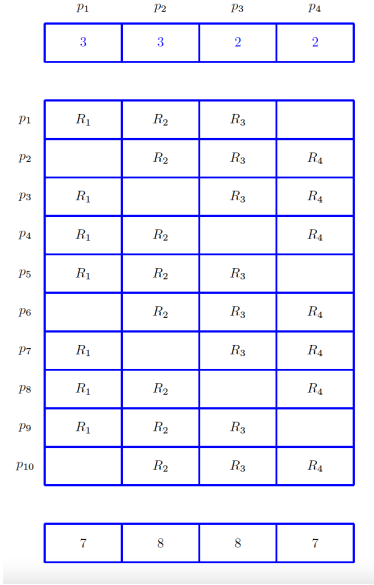 p₁ p₂ p₃ p₄
3 3 2 2
p₁ R₁ R₂ R₃
p₂ R₂ R₃ R₄
p₃ R₁ R₃ R₄
p₄ R₁ R₂ R₄
p₅ R₁ R₂ R₃
p₆ R₂ R₃ R₄
p₇ R₁ R₃ R₄
p₈ R₁ R₂ R₄
p₉ R₁ R₂ R₃
p₁₀ R₂ R₃ R₄
7 8 8 7